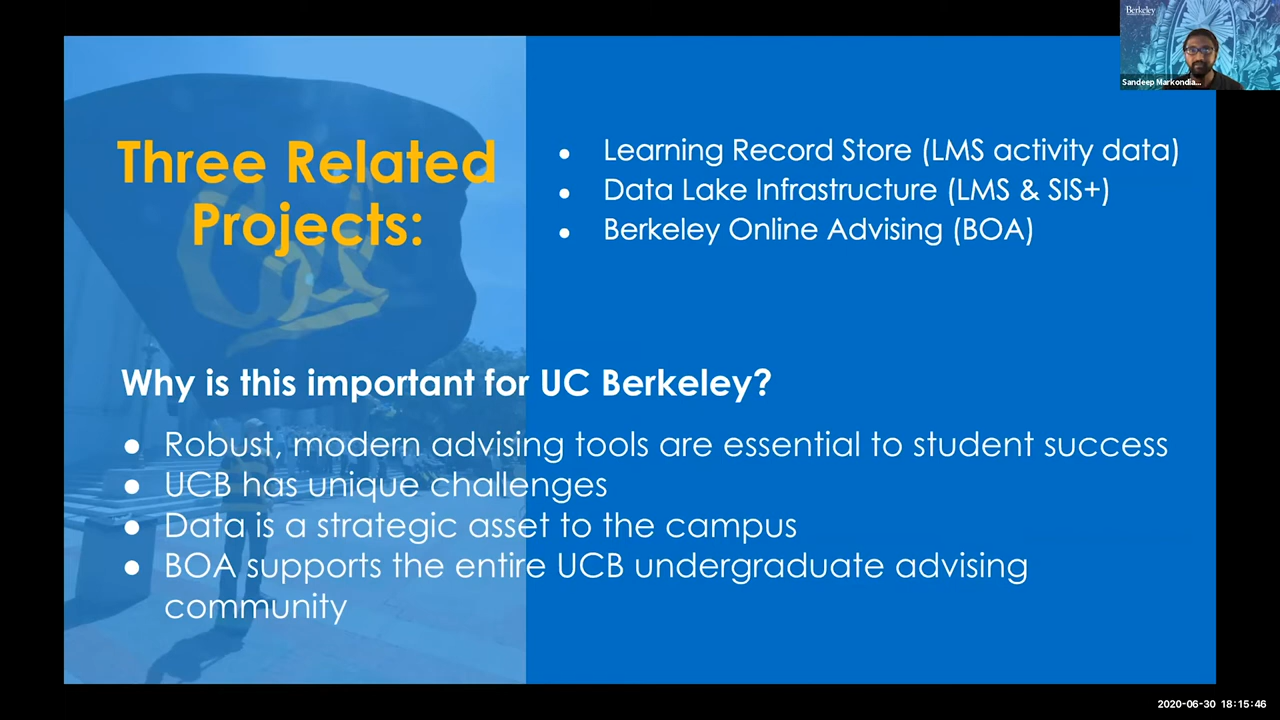 Berkeley
Sandeep Markondia...
Three Related
Projects:
● Learning Record Store (LMS activity data)
● Data Lake Infrastructure (LMS & SIS+)
● Berkeley Online Advising (BOA)
Cal
Why is this important for UC Berkeley?
● Robust, modern advising tools are essential to student success
● UCB has unique challenges
● Data is a strategic asset to the campus
● BOA supports the entire UCB undergraduate advising
community
2020-06-30 18:15:46